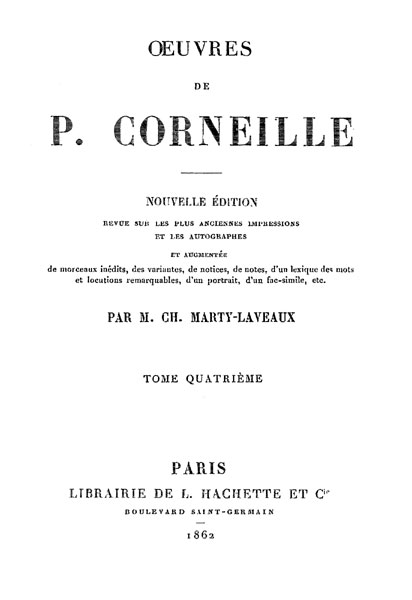 ŒUVRES
DE
P. CORNEILLE
NOUVELLE ÉDITION
REVUE SUR LES PLUS ANCIENNES IMPRESSIONS
ET LES AUTOGRAPHES
ET AUGMENTÉE
de morceaux inédits, des variantes, de notices, de notes, d'un lexique des mots
et locutions remarquables, d'un portrait, d'un fac-simile, etc.
PAR M. CH. MARTY-LAVEAUX
TOME QUATRIÈME
PARIS
LIBRAIRIE DE L. HACHETTE ET Cie
BOULEVARD SAINT-GERMAIN
1862